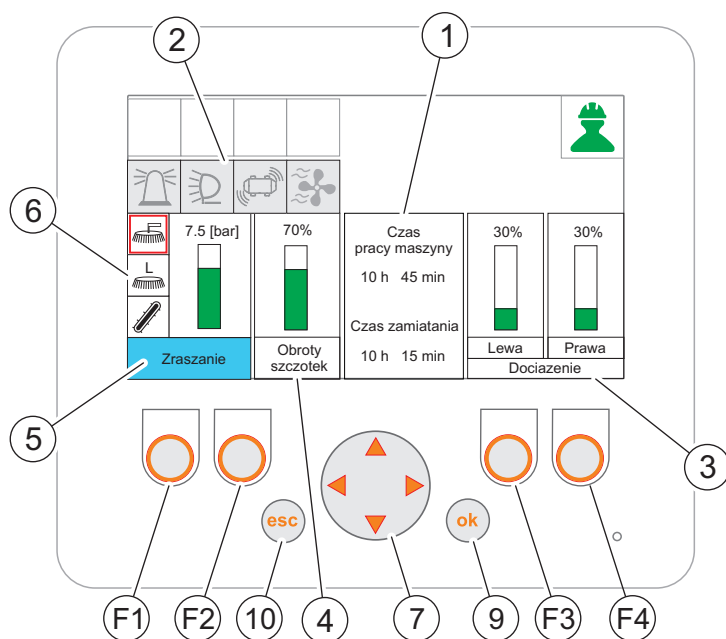 1
2
6
7.5 [bar]
70%
Czas
pracy maszyny
10 h 45 min
30%
30%
L
Czas zamiatania
10 h 15 min
Zraszanie
Obroty
szczotek
Lewa
Prawa
Dociazenie
5
3
esc
ok
F1
F2
10
4
7
9
F3
F4